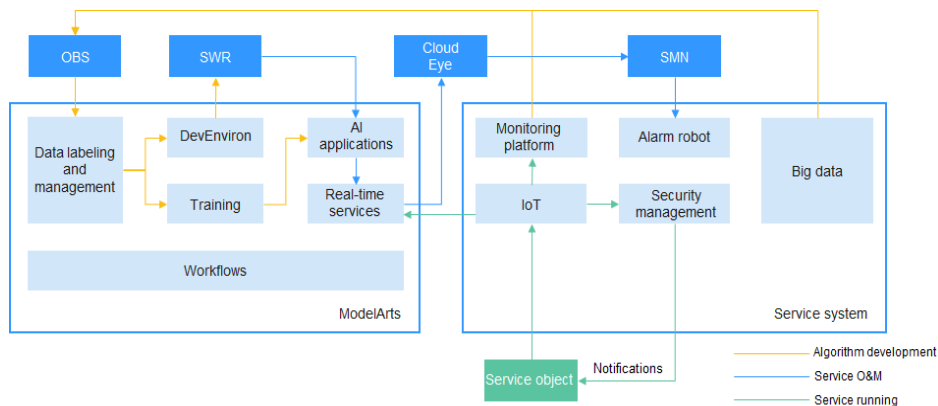 OBS
SWR
Cloud
Eye
SMN
Data labeling
and
management
DevEnviron
Training
AI
applications
Real-time
services
Workflows
ModelArts
Monitoring
platform
Alarm robot
IoT
Security
management
Big data
Service system
Service object
Notifications
Algorithm development
Service O&M
Service running